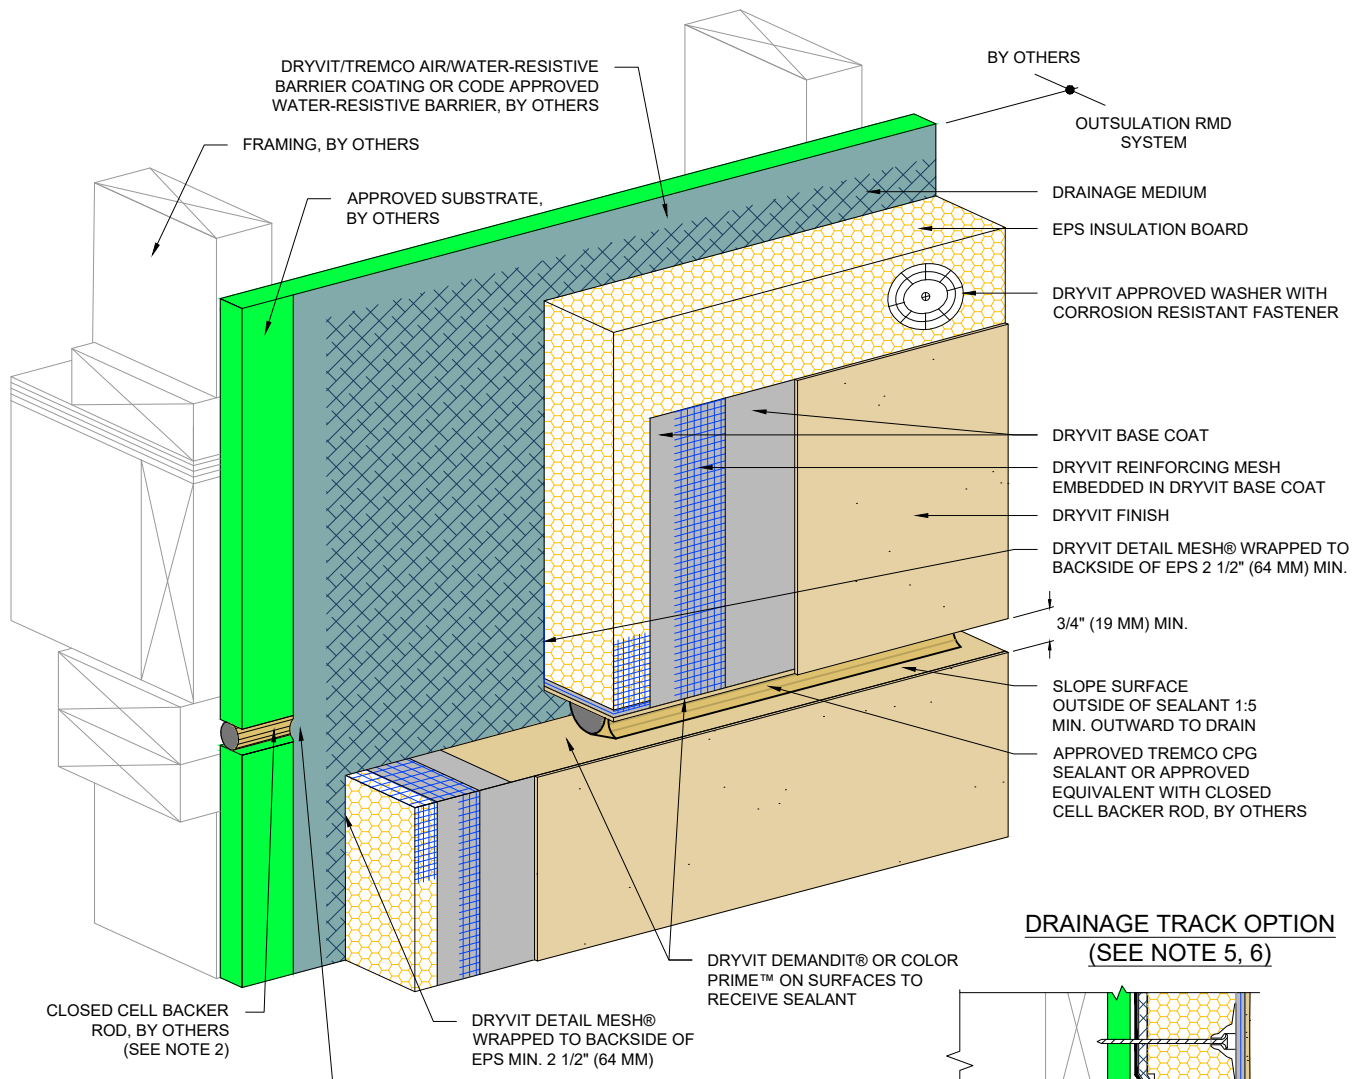 DRYVIT/TREMCO AIR/WATER-RESISTIVE
BARRIER COATING OR CODE APPROVED
WATER-RESISTIVE BARRIER, BY OTHERS
FRAMING, BY OTHERS
APPROVED SUBSTRATE,
BY OTHERS
BY OTHERS
OUTSULATION RMD
SYSTEM
DRAINAGE MEDIUM
EPS INSULATION BOARD
DRYVIT APPROVED WASHER WITH
CORROSION RESISTANT FASTENER
DRYVIT BASE COAT
DRYVIT REINFORCING MESH
EMBEDDED IN DRYVIT BASE COAT
DRYVIT FINISH
DRYVIT DETAIL MESH® WRAPPED TO
BACKSIDE OF EPS 2 1/2" (64 MM) MIN.
3/4" (19 MM) MIN.
SLOPE SURFACE
OUTSIDE OF SEALANT 1:5
MIN. OUTWARD TO DRAIN
APPROVED TREMCO CPG
SEALANT OR APPROVED
EQUIVALENT WITH CLOSED
CELL BACKER ROD, BY OTHERS
DRYVIT DEMANDIT® OR COLOR
PRIME™ ON SURFACES TO
RECEIVE SEALANT
CLOSED CELL BACKER
ROD, BY OTHERS
(SEE NOTE 2)
DRYVIT DETAIL MESH®
WRAPPED TO BACKSIDE OF
EPS MIN. 2 1/2" (64 MM)
DRAINAGE TRACK OPTION
(SEE NOTE 5, 6)